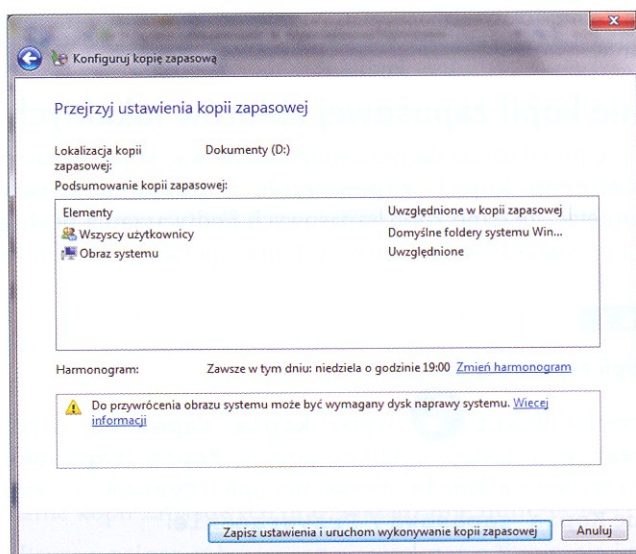 Konfiguruj kopię zapasową
Przejrzyj ustawienia kopii zapasowej
Lokalizacja kopii zapasowej: Dokumenty (D:)
Podsumowanie kopii zapasowej:
Elementy Uwzględnione w kopii zapasowej
Wszyscy użytkownicy Domyślne foldery systemu Win...
Obraz systemu Uwzględnione
Harmonogram: Zawsze w tym dniu: niedziela o godzinie 19:00 Zmień harmonogram
Do przywrócenia obrazu systemu może być wymagany dysk naprawy systemu. Więcej
informacji
Zapisz ustawienia i uruchom wykonywanie kopii zapasowej Anuluj